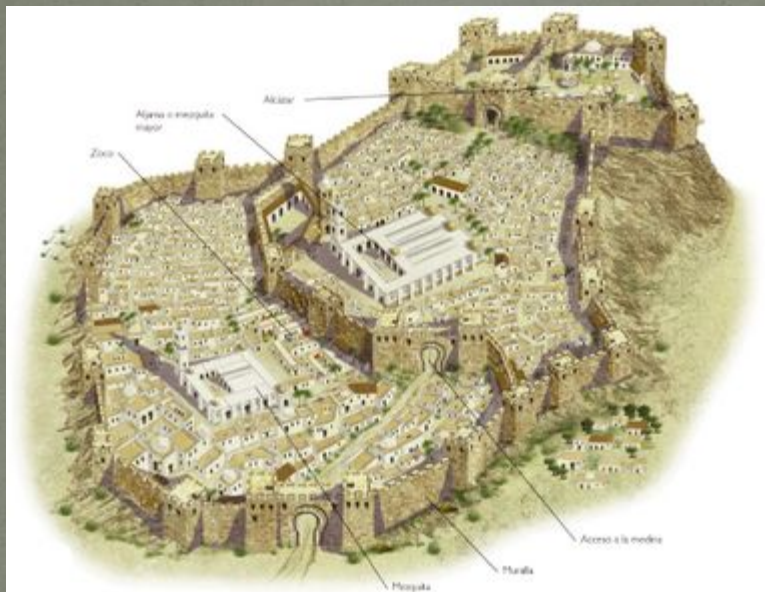 Alcázar
Aljama o mezquita
mayor
Zoco
Acceso a la medina
Muralla
Mezquita